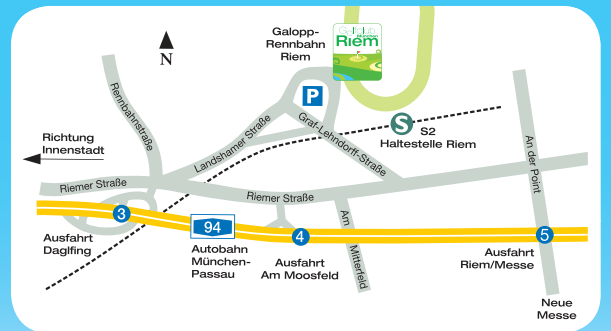 Galopp-
Rennbahn
Riem
Golfclub
München
Riem
N
P
Rennbahnstraße
Landshamer Straße
Graf-Lehndorff-Straße
S
S2
Haltestelle Riem
Richtung
Innenstadt
An der Point
Riemer Straße
Riemer Straße
3
94
4
5
Am Mitterfeld
Ausfahrt
Daglfing
Autobahn
München-
Passau
Ausfahrt
Am Moosfeld
Ausfahrt
Riem/Messe
Neue
Messe